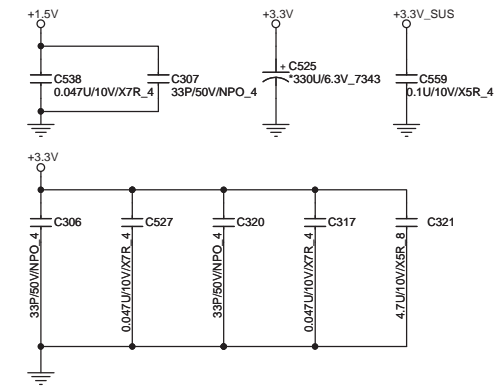 +1.5V
+3.3V
+3.3V_SUS
C538
0.047U/10V/X7R_4
C307
33P/50V/NPO_4
+
C525
*330U/6.3V_7343
C559
0.1U/10V/X5R_4
+3.3V
C306
33P/50V/NPO_4
C527
0.047U/10V/X7R_4
C320
33P/50V/NPO_4
C317
0.047U/10V/X7R_4
C321
4.7U/10V/X5R_8